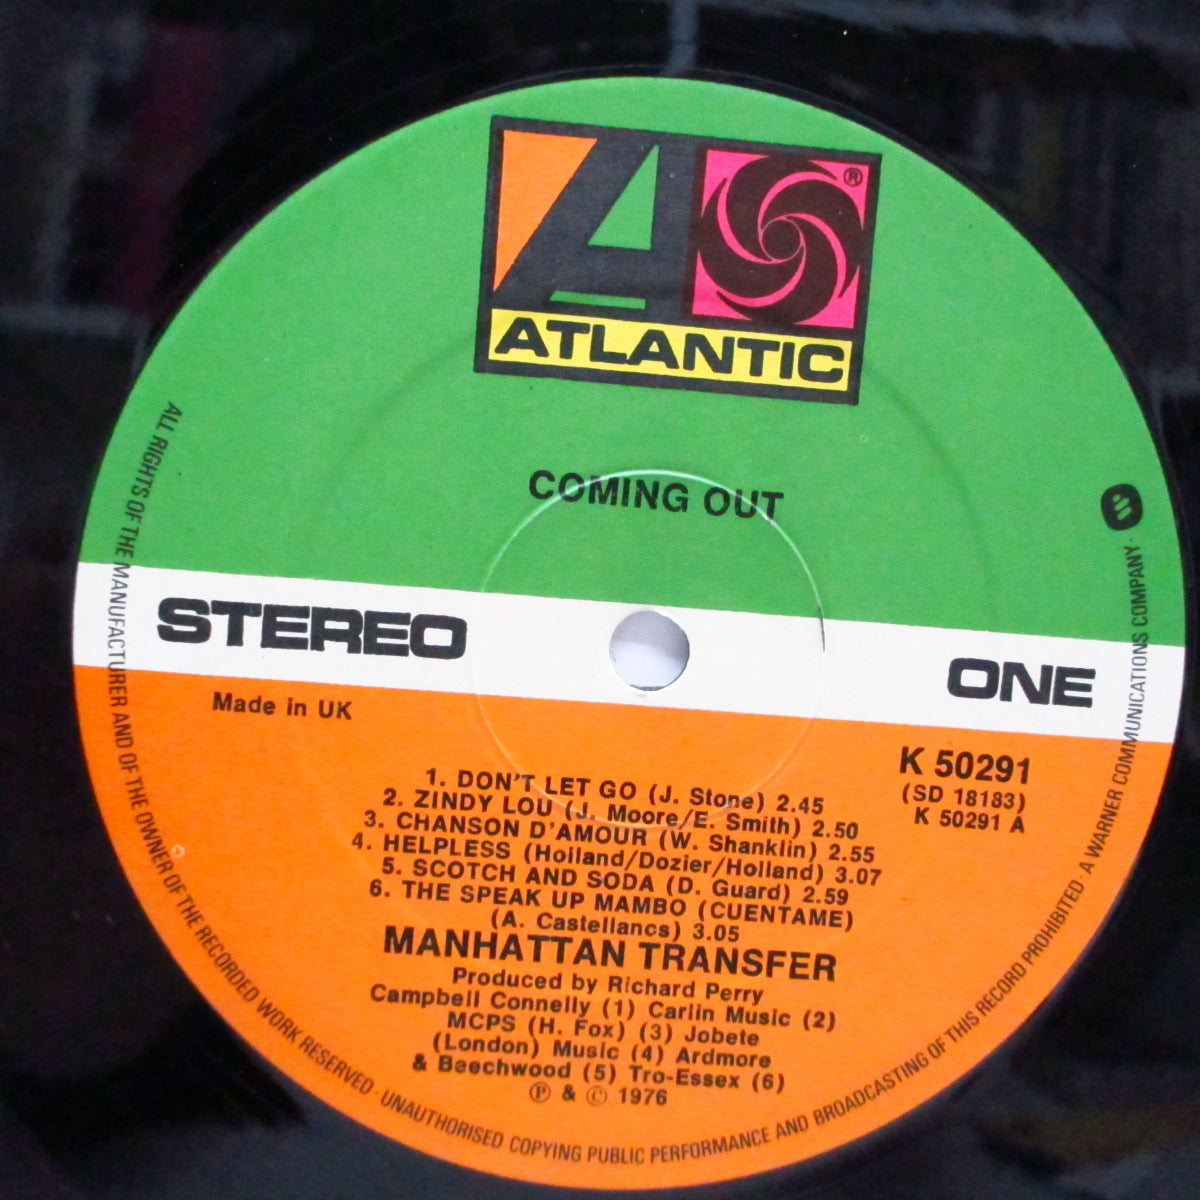 A ®
ATLANTIC
COMING OUT
STEREO ONE
Made in UK
K 50291
(SD 18183)
K 50291 A
1. DON'T LET GO (J. Stone) 2.45
2. ZINDY LOU (J. Moore/E. Smith) 2.50
3. CHANSON D'AMOUR (W. Shanklin) 2.55
4. HELPLESS (Holland/Dozier/Holland) 3.07
5. SCOTCH AND SODA (D. Guard) 2.59
6. THE SPEAK UP MAMBO (CUENTAME)
(A. Castellancs) 3.05
MANHATTAN TRANSFER
Produced by Richard Perry
Campbell Connelly (1) Carlin Music (2)
MCPS (H. Fox) (3) Jobete
(London) Music (4) Ardmore
& Beechwood (5) Tro-Essex (6)
℗ & © 1976
ALL RIGHTS OF THE MANUFACTURER AND OF THE OWNER OF THE RECORDED WORK RESERVED · UNAUTHORISED COPYING PUBLIC PERFORMANCE AND BROADCASTING OF THIS RECORD PROHIBITED · A WARNER COMMUNICATIONS COMPANY ·